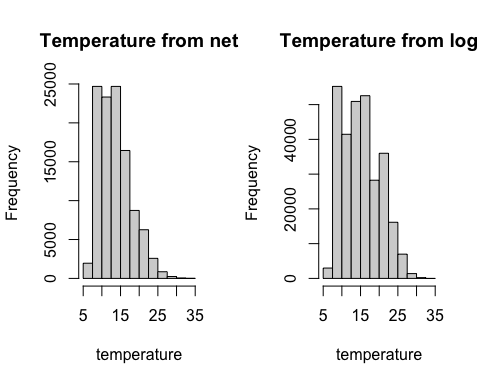 Temperature from net
Frequency
25000
15000
5000
0
5 15 25 35
temperature
Temperature from log
Frequency
40000
20000
0
5 15 25 35
temperature